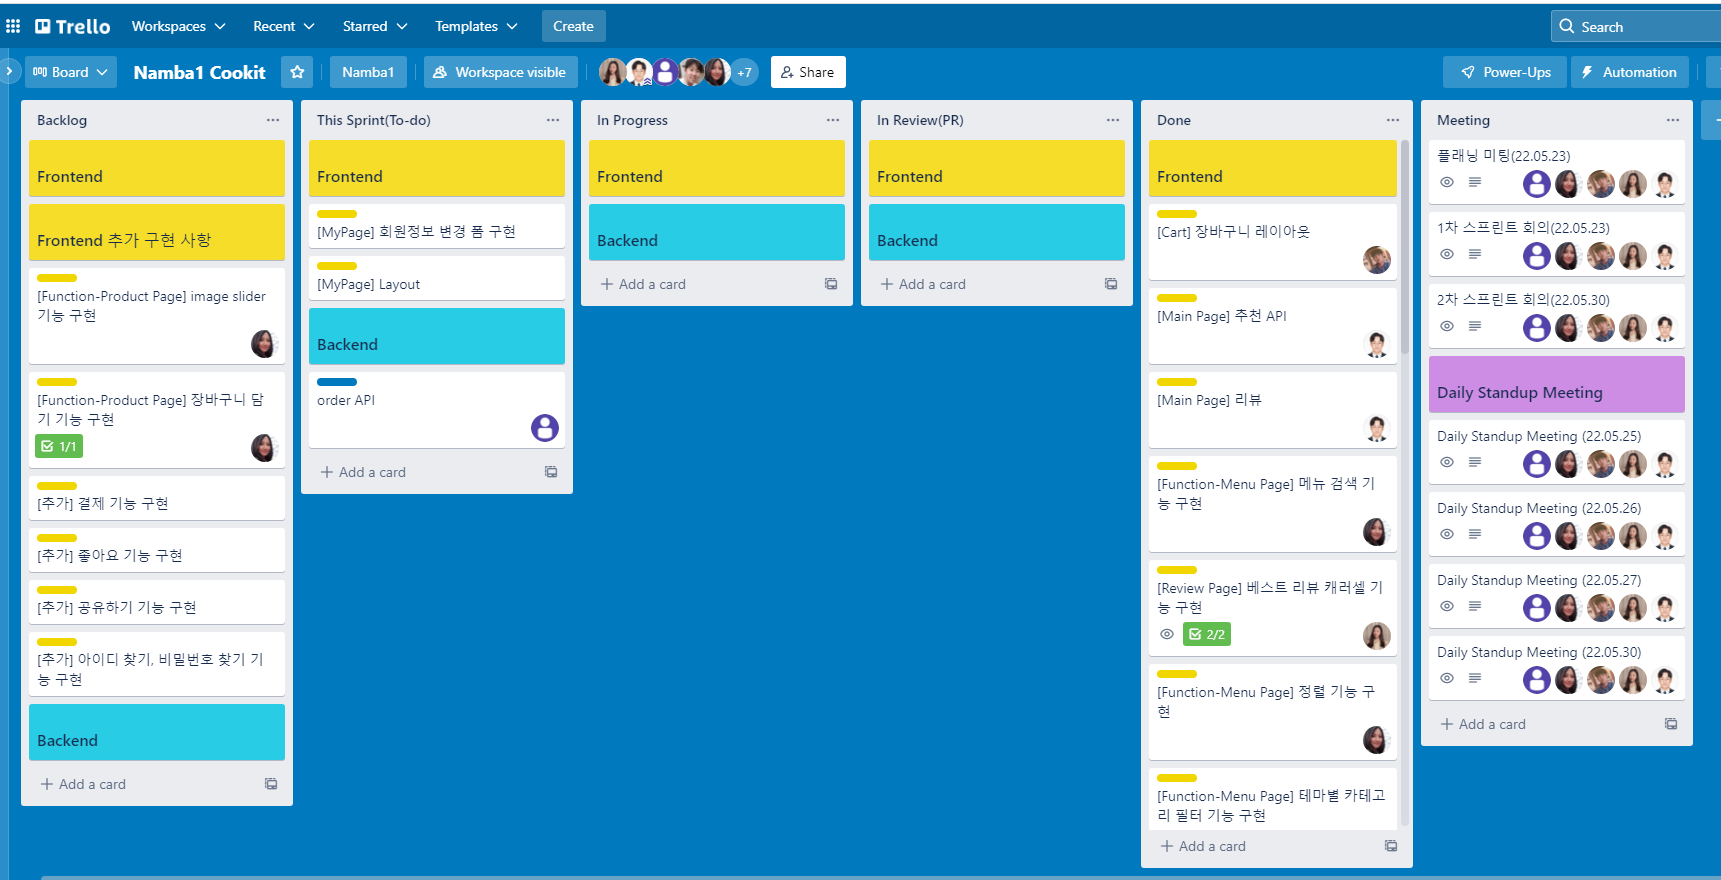 Trello
Workspaces
Recent
Starred
Templates
Create
Search
Board
Namba1 Cookit
Namba1
Workspace visible
+7
Share
Power-Ups
Automation
Backlog
Frontend
Frontend 추가 구현 사항
[Function-Product Page] image slider
기능 구현
[Function-Product Page] 장바구니 담
기 기능 구현
1/1
[추가] 결제 기능 구현
[추가] 좋아요 기능 구현
[추가] 공유하기 기능 구현
[추가] 아이디 찾기, 비밀번호 찾기 기
능 구현
Backend
Add a card
This Sprint(To-do)
Frontend
[MyPage] 회원정보 변경 폼 구현
[MyPage] Layout
Backend
order API
Add a card
In Progress
Frontend
Backend
Add a card
In Review(PR)
Frontend
Backend
Add a card
Done
Frontend
[Cart] 장바구니 레이아웃
[Main Page] 추천 API
[Main Page] 리뷰
[Function-Menu Page] 메뉴 검색 기
능 구현
[Review Page] 베스트 리뷰 캐러셀 기
능 구현
2/2
[Function-Menu Page] 정렬 기능 구
현
[Function-Menu Page] 테마별 카테고
리 필터 기능 구현
Add a card
Meeting
플래닝 미팅(22.05.23)
1차 스프린트 회의(22.05.23)
2차 스프린트 회의(22.05.30)
Daily Standup Meeting
Daily Standup Meeting (22.05.25)
Daily Standup Meeting (22.05.26)
Daily Standup Meeting (22.05.27)
Daily Standup Meeting (22.05.30)
Add a card